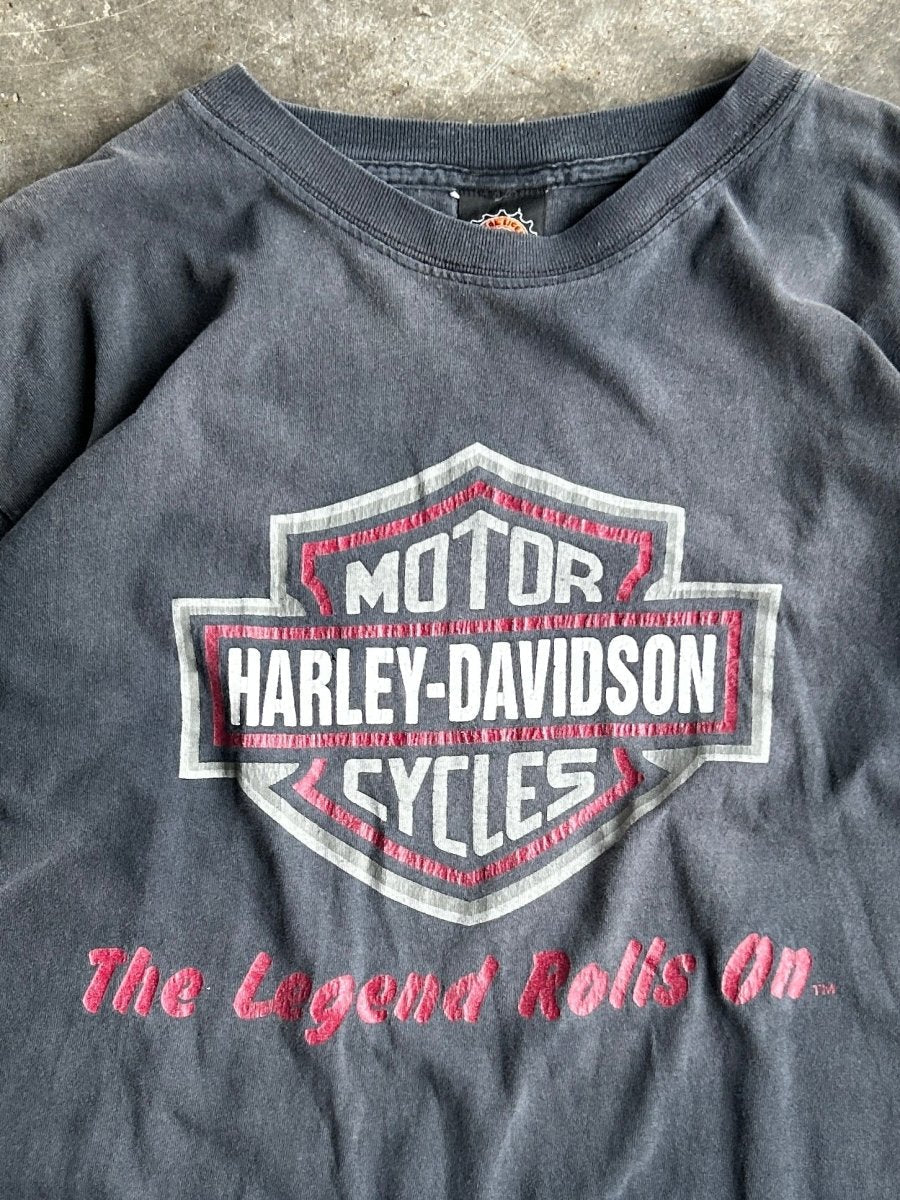 MOTOR
HARLEY-DAVIDSON
CYCLES
The Legend Rolls On™